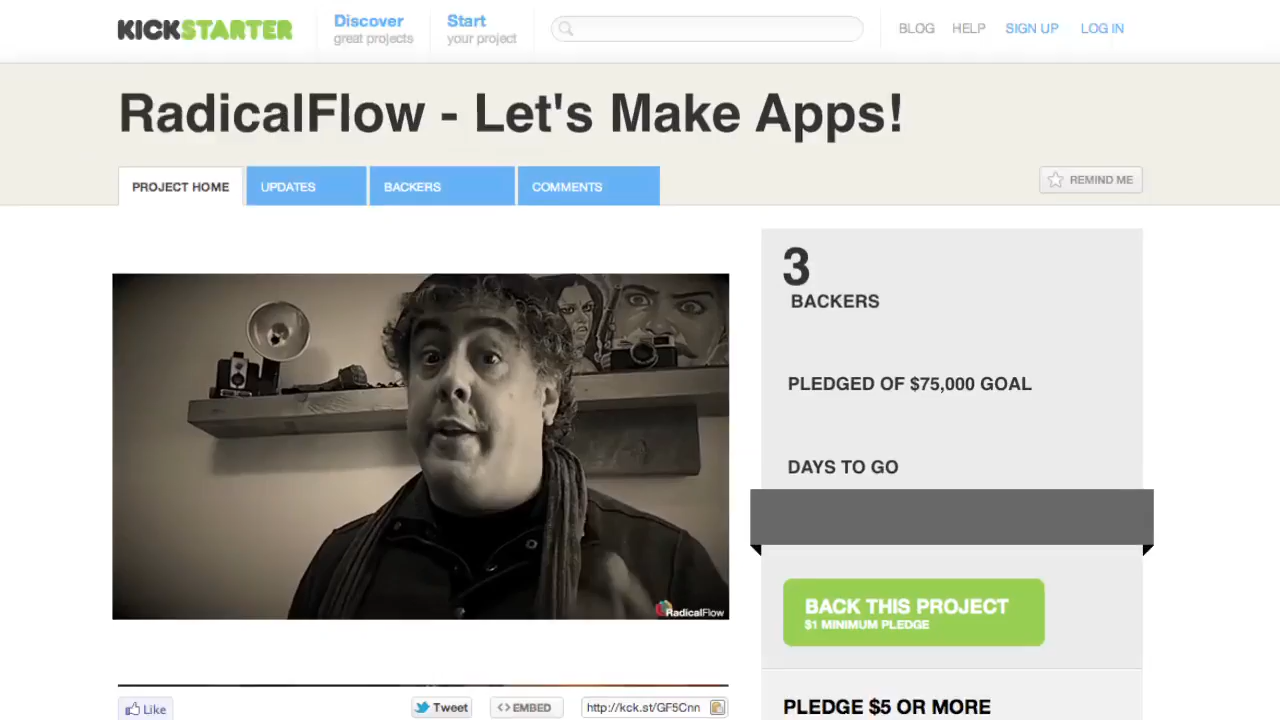 KICKSTARTER
Discover
great projects
Start
your project
BLOG
HELP
SIGN UP
LOG IN
RadicalFlow - Let's Make Apps!
PROJECT HOME
UPDATES
BACKERS
COMMENTS
REMIND ME
3
BACKERS
PLEDGED OF $75,000 GOAL
DAYS TO GO
RadicalFlow
BACK THIS PROJECT
$1 MINIMUM PLEDGE
Like
Tweet
<> EMBED
http://kck.st/GF5Cnn
PLEDGE $5 OR MORE